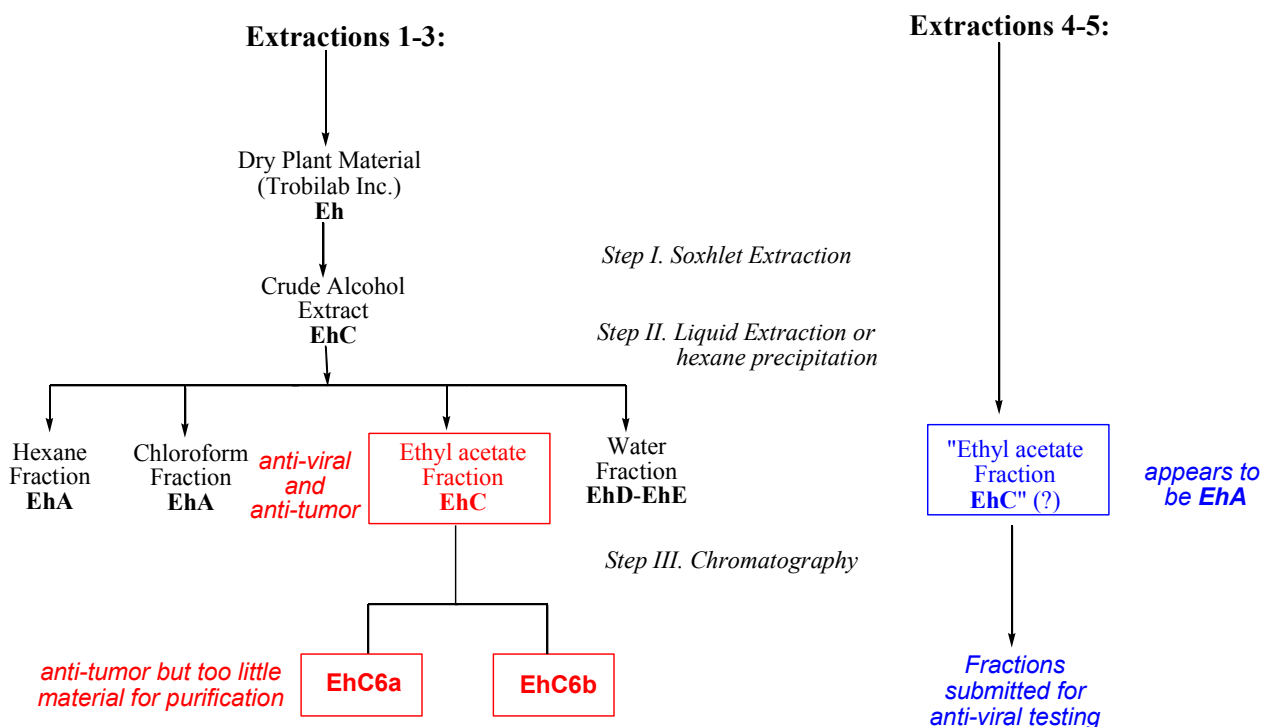 Extractions 1-3:
Extractions 4-5:
Dry Plant Material
(Trobilab Inc.)
Eh
Step I. Soxhlet Extraction
Crude Alcohol
Extract
EhC
Step II. Liquid Extraction or
hexane precipitation
Hexane
Fraction
EhA
Chloroform
Fraction
EhA
anti-viral
and
anti-tumor
Ethyl acetate
Fraction
EhC
Water
Fraction
EhD-EhE
"Ethyl acetate
Fraction
EhC" (?)
appears to
be EhA
Step III. Chromatography
anti-tumor but too little
material for purification
EhC6a
EhC6b
Fractions
submitted for
anti-viral testing